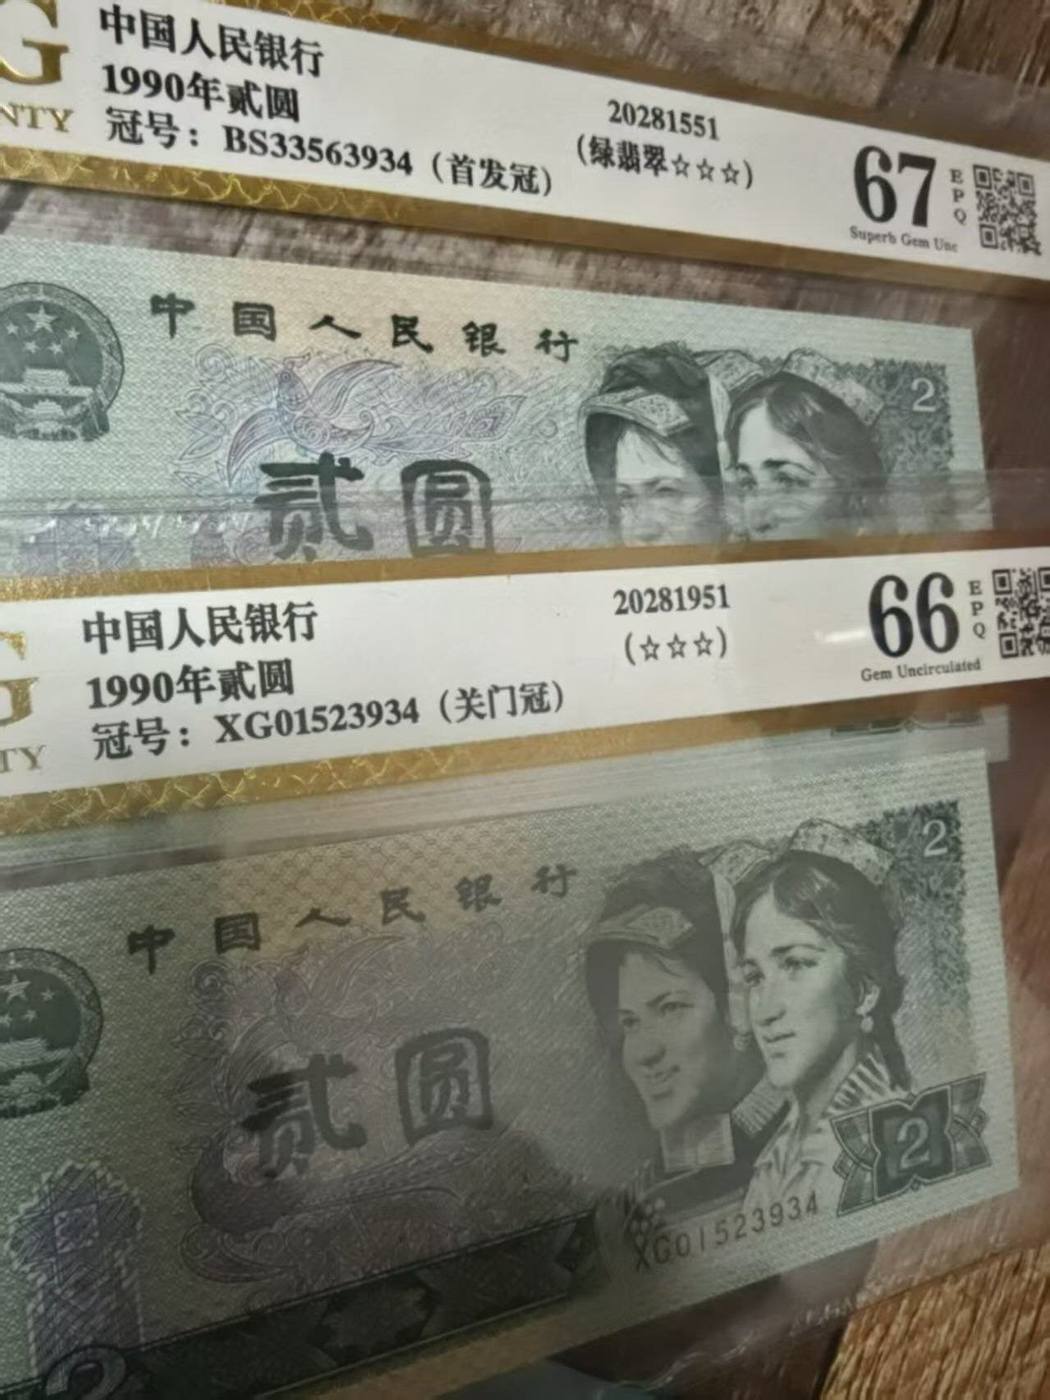 G
NTY
中国人民银行
1990年贰圆
冠号：BS33563934（首发冠）
20281551
（绿翡翠☆☆☆）
67
EPQ
Superb Gem Unc
中国人民银行
2
贰圆
G
TY
中国人民银行
1990年贰圆
冠号：XG01523934（关门冠）
20281951
（☆☆☆）
66
EPQ
Gem Uncirculated
中国人民银行
2
贰圆
2
XG01523934
2